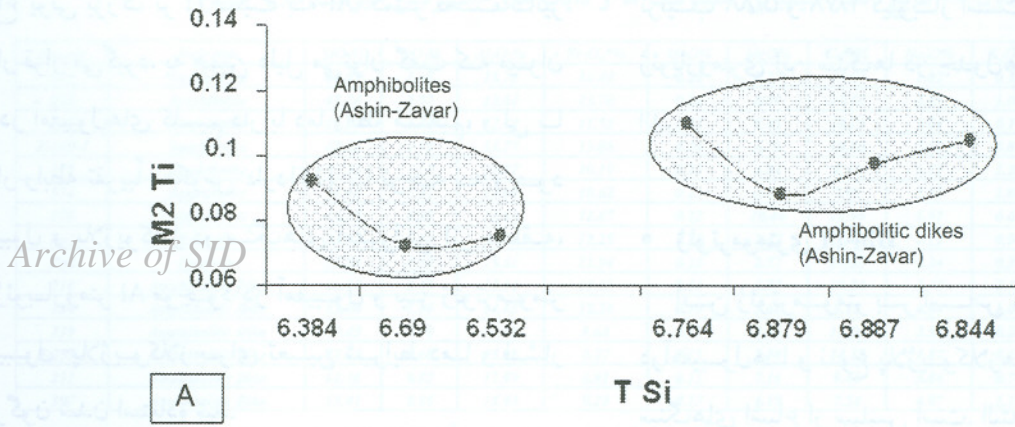 0.14
0.12
0.1
0.08
0.06
M2 Ti
Amphibolites
(Ashin-Zavar)
Amphibolitic dikes
(Ashin-Zavar)
Archive of SID
6.384 6.69 6.532 6.764 6.879 6.887 6.844
A
T Si